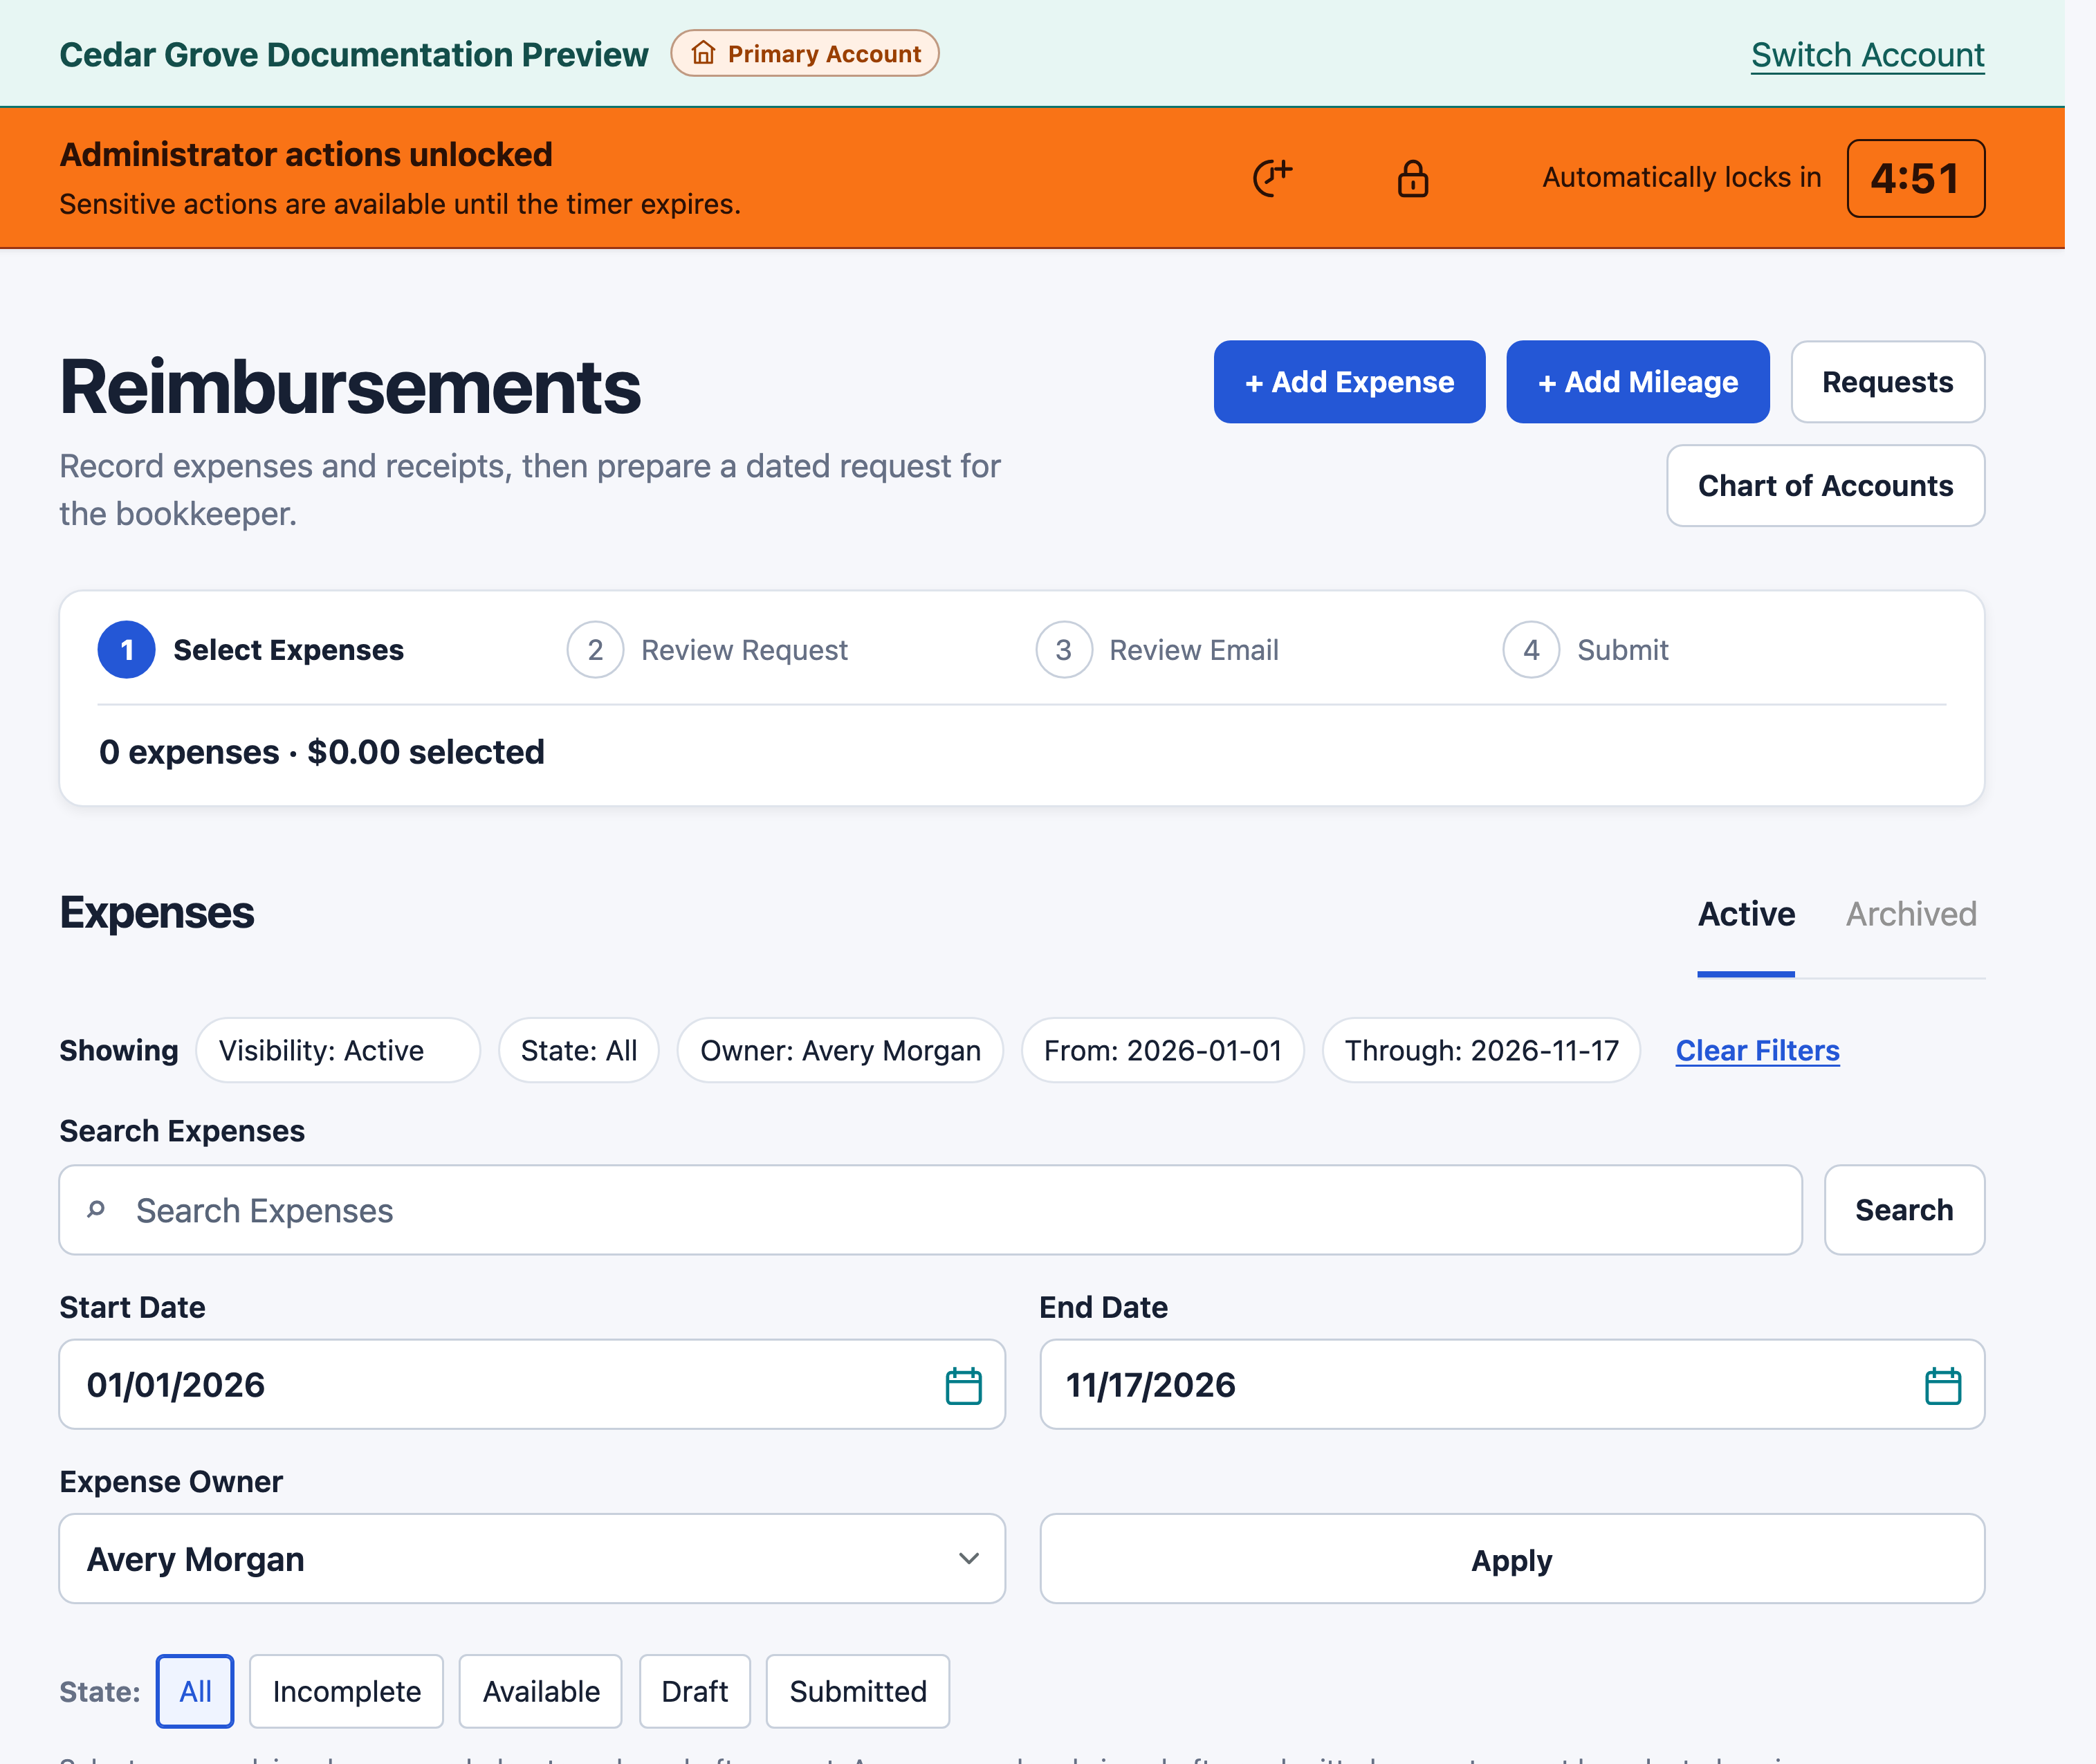 Cedar Grove Documentation Preview
Primary Account
Switch Account
Administrator actions unlocked
Sensitive actions are available until the timer expires.
Automatically locks in
4:51
Reimbursements
+ Add Expense
+ Add Mileage
Requests
Record expenses and receipts, then prepare a dated request for
the bookkeeper.
Chart of Accounts
1 Select Expenses
2 Review Request
3 Review Email
4 Submit
0 expenses · $0.00 selected
Expenses
Active
Archived
Showing
Visibility: Active
State: All
Owner: Avery Morgan
From: 2026-01-01
Through: 2026-11-17
Clear Filters
Search Expenses
Search Expenses
Search
Start Date
End Date
01/01/2026
11/17/2026
Expense Owner
Avery Morgan
Apply
State:
All
Incomplete
Available
Draft
Submitted